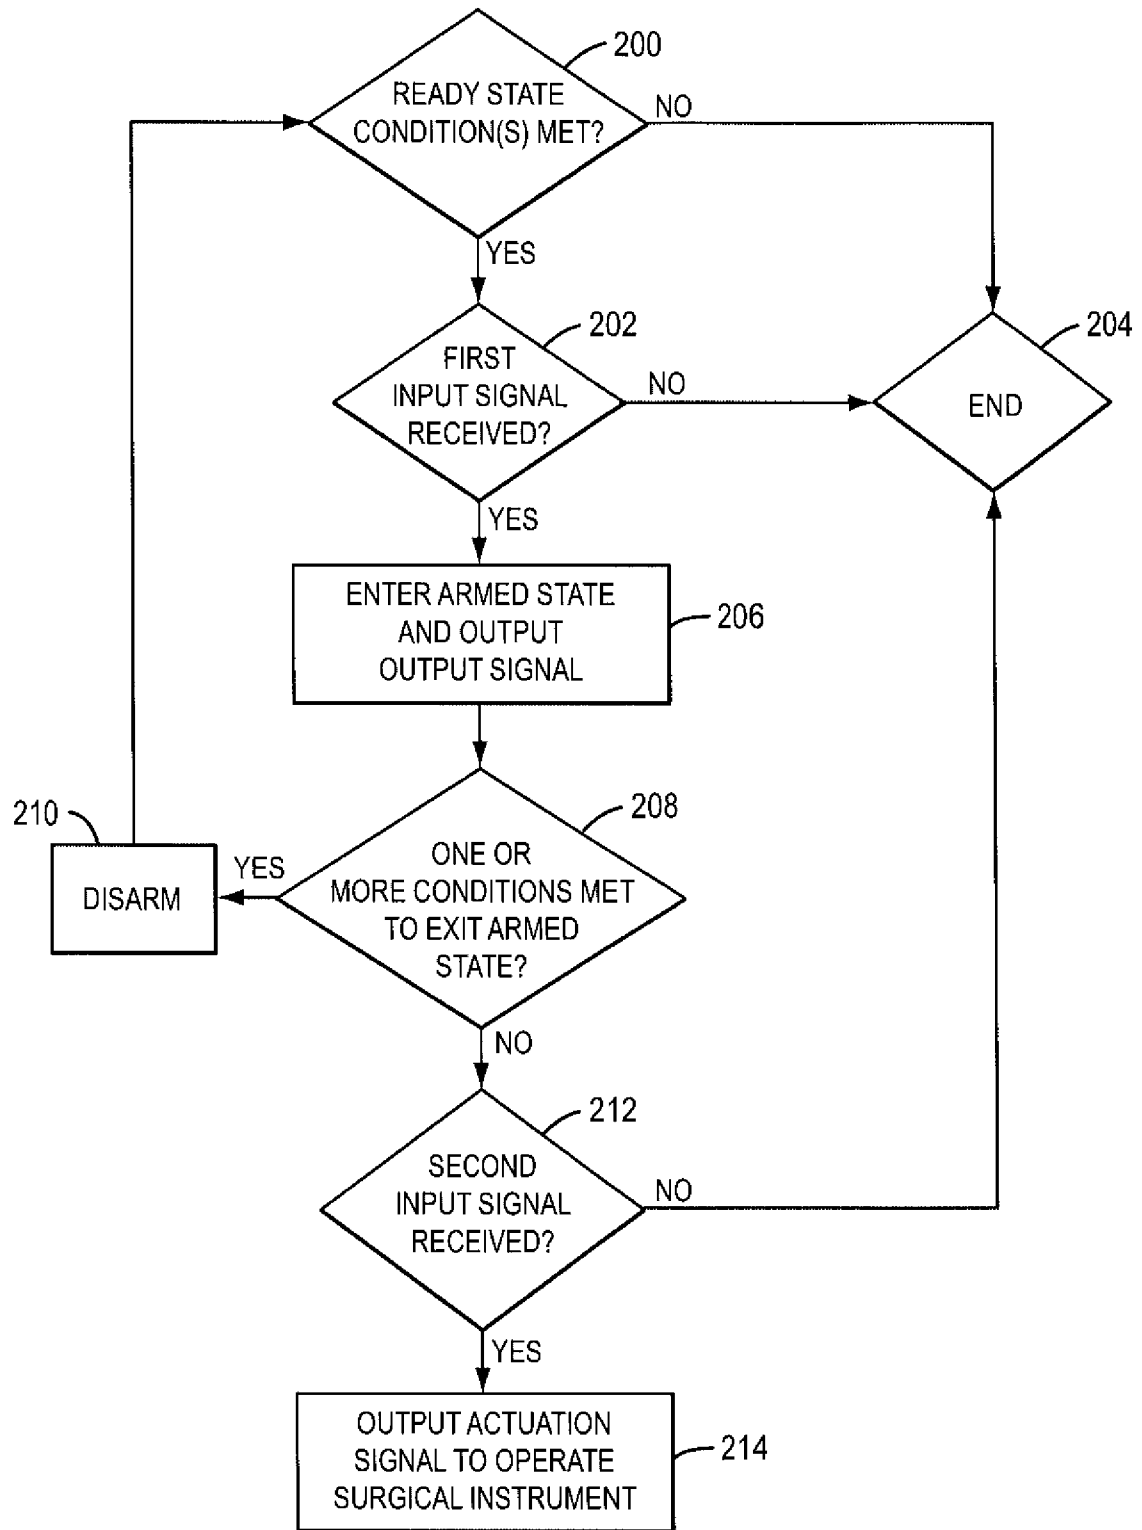 200
READY STATE
CONDITION(S) MET?
NO
YES
202
FIRST
INPUT SIGNAL
RECEIVED?
NO
204
END
YES
ENTER ARMED STATE
AND OUTPUT
OUTPUT SIGNAL
206
208
210
YES
DISARM
ONE OR
MORE CONDITIONS MET
TO EXIT ARMED
STATE?
NO
212
SECOND
INPUT SIGNAL
RECEIVED?
NO
YES
OUTPUT ACTUATION
SIGNAL TO OPERATE
SURGICAL INSTRUMENT
214